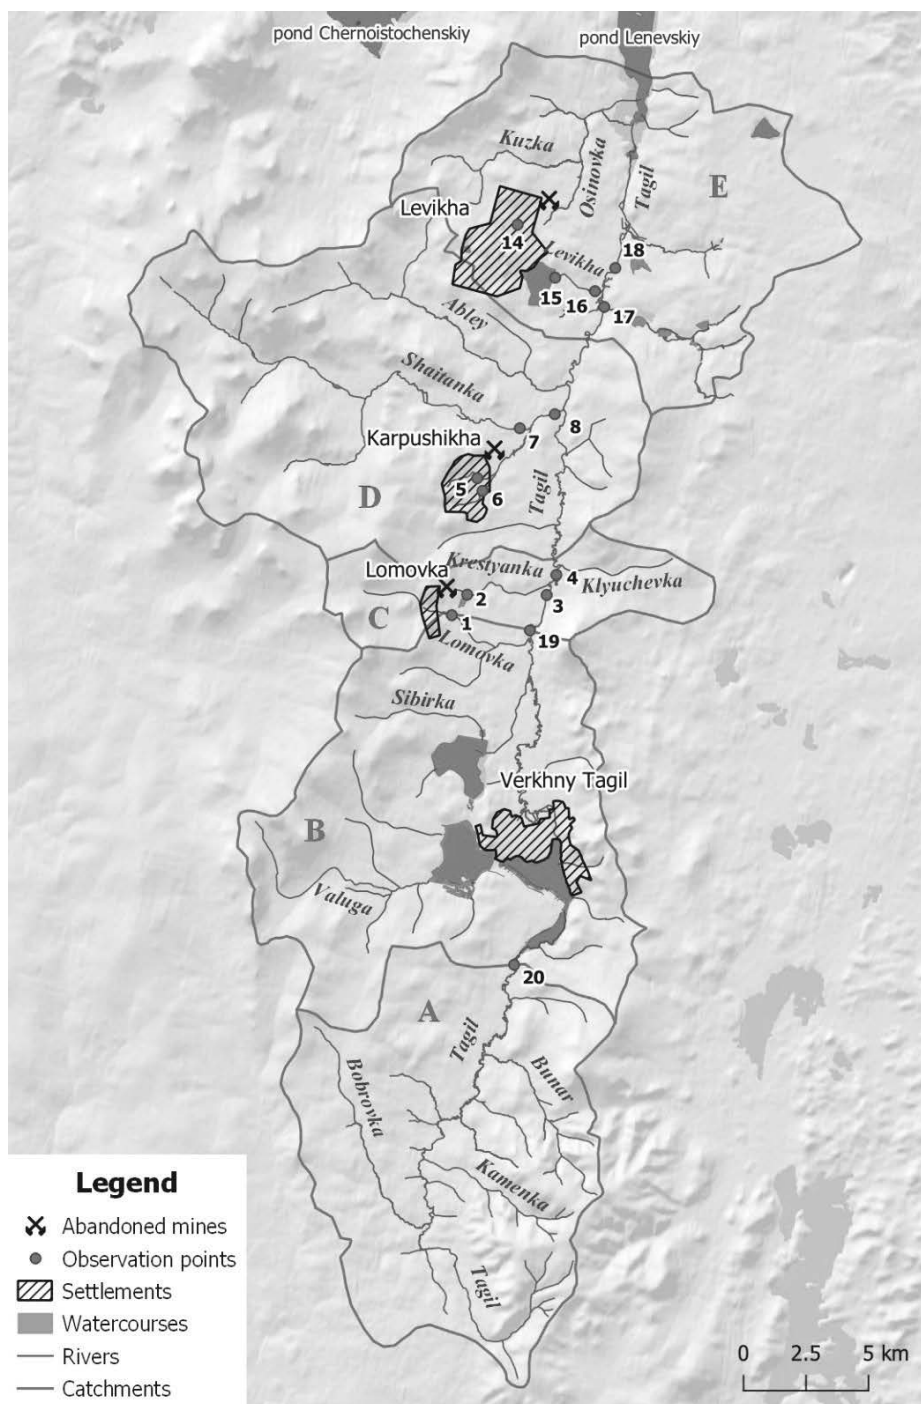 pond Chernoistochenskiy
pond Lenevskiy
Kuzka
Osinovka
Tagil
E
Levikha
14
Levikha
18
15
16
17
Abley
Shaitanka
Karpushikha
7
8
5
6
Tagil
D
Lomovka
Krestyanka
4
Klyuchevka
2
3
C
1
19
Lomovka
Sibirka
Verkhny Tagil
B
Valuga
20
A
Tagil
Bobrovka
Bunar
Kamenka
Tagil
Legend
Abandoned mines
Observation points
Settlements
Watercourses
Rivers
Catchments
0 2.5 5 km